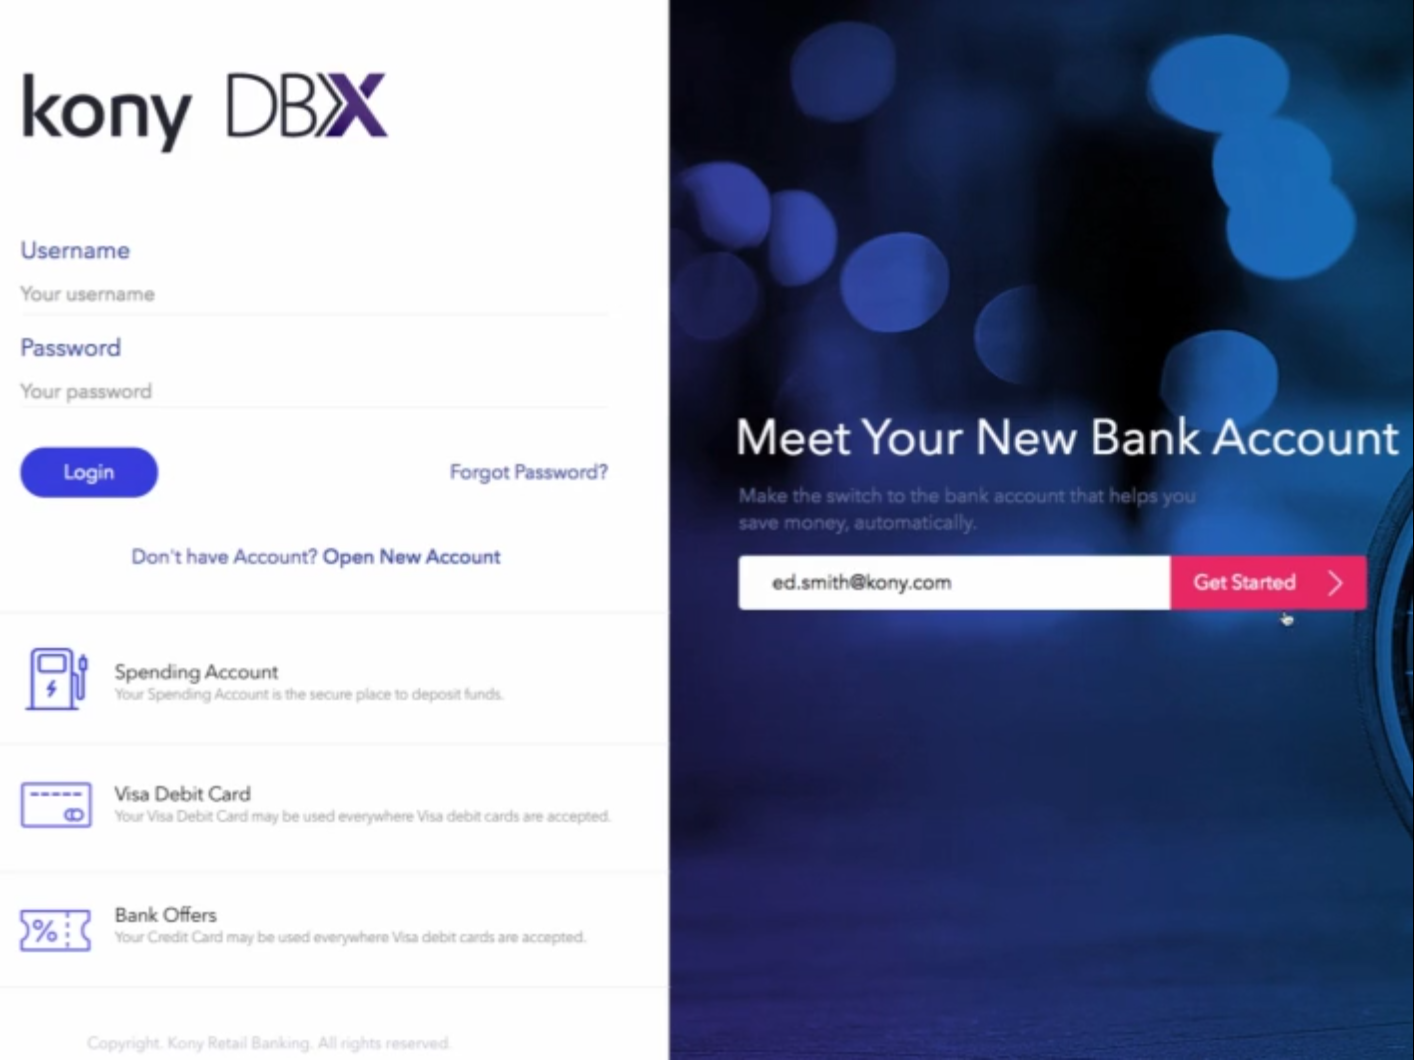 kony DBX
Username
Your username
Password
Your password
Login
Forgot Password?
Don't have Account? Open New Account
Spending Account
Your Spending Account is the secure place to deposit funds.
Visa Debit Card
Your Visa Debit Card may be used everywhere Visa debit cards are accepted.
Bank Offers
Your Credit Card may be used everywhere Visa debit cards are accepted.
Copyright. Kony Retail Banking. All rights reserved.
Meet Your New Bank Account
Make the switch to the bank account that helps you
save money, automatically.
ed.smith@kony.com
Get Started